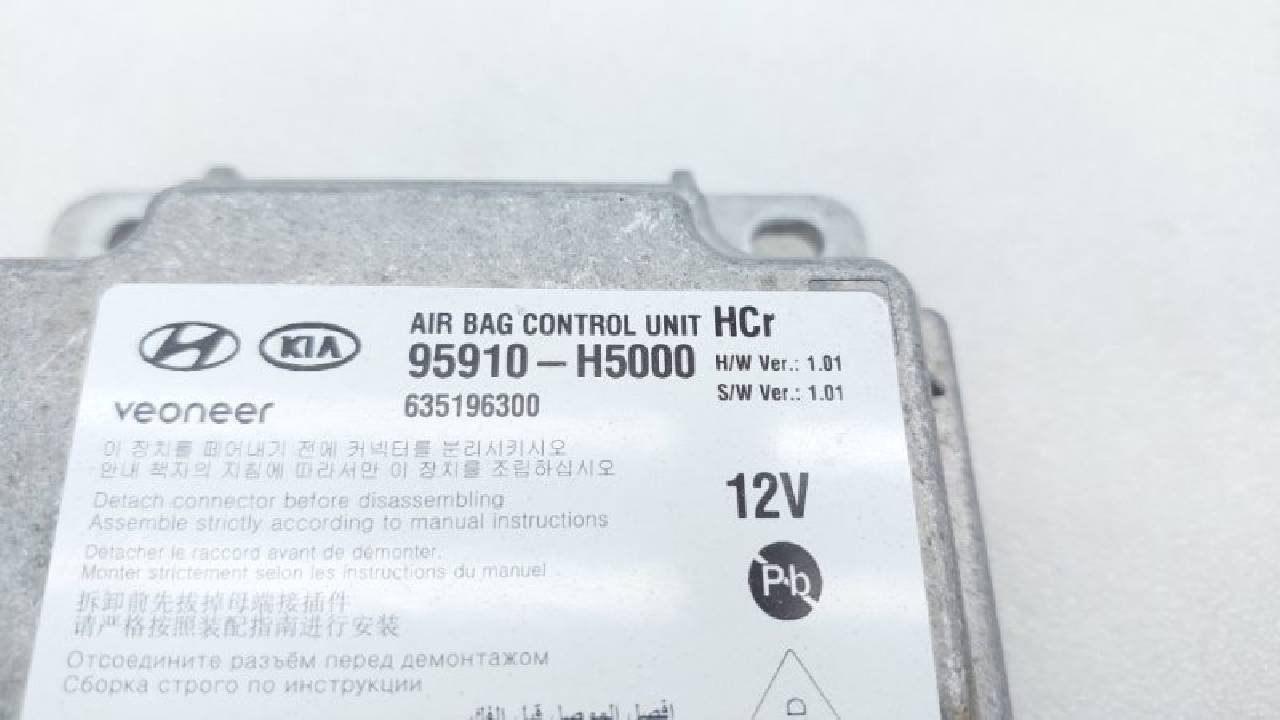 AIR BAG CONTROL UNIT HCr
KIA 95910-H5000 H/W Ver.: 1.01
veoneer 635196300 S/W Ver.: 1.01
이 장치를 떼어내기 전에 커넥터를 분리시키시오
안내 책자의 지침에 따라서만 이 장치를 조립하십시오
12V
Detach connector before disassembling
Assemble strictly according to manual instructions
Détacher le raccord avant de démonter.
Monter strictement selon les instructions du manuel
Pb
拆卸前先拔掉母端接插件
请严格按照装配指南进行安装
Отсоедините разъём перед демонтажом
Сборка строго по инструкции
افصل الموصل قبل الفك
D